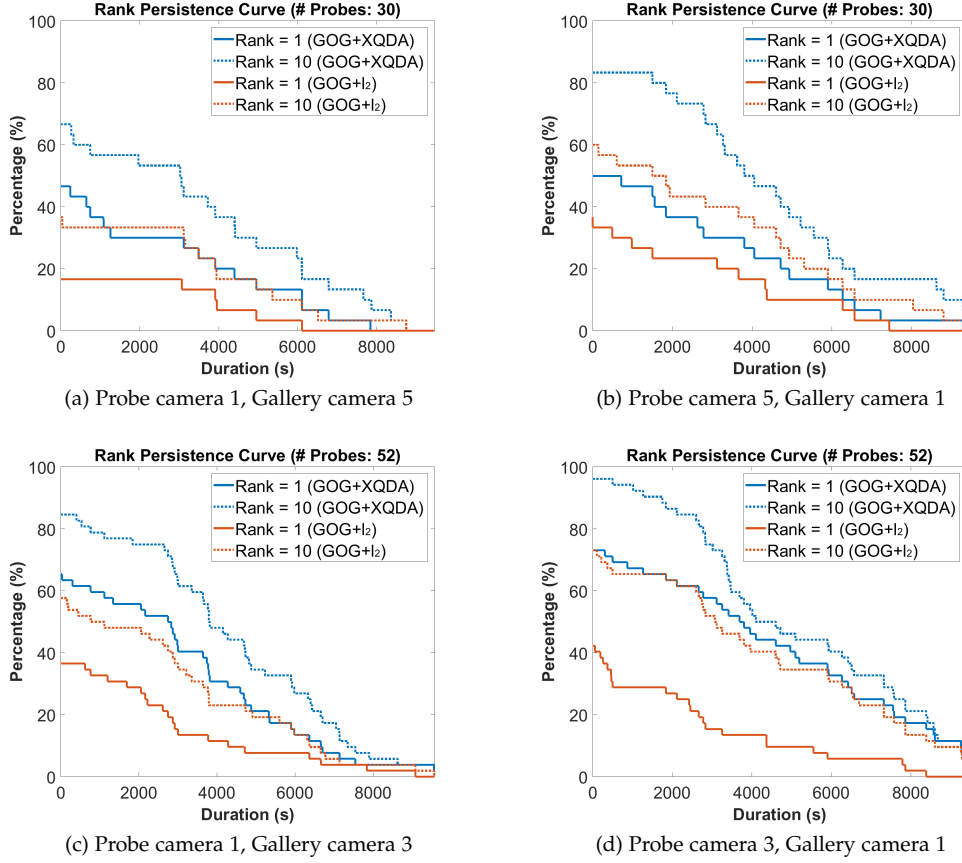 Rank Persistence Curve (# Probes: 30)
Percentage (%)
100
80
60
40
20
0
Rank = 1 (GOG+XQDA)
Rank = 10 (GOG+XQDA)
Rank = 1 (GOG+l₂)
Rank = 10 (GOG+l₂)
0 2000 4000 6000 8000
Duration (s)
(a) Probe camera 1, Gallery camera 5
Rank Persistence Curve (# Probes: 30)
Percentage (%)
100
80
60
40
20
0
Rank = 1 (GOG+XQDA)
Rank = 10 (GOG+XQDA)
Rank = 1 (GOG+l₂)
Rank = 10 (GOG+l₂)
0 2000 4000 6000 8000
Duration (s)
(b) Probe camera 5, Gallery camera 1
Rank Persistence Curve (# Probes: 52)
Percentage (%)
100
80
60
40
20
0
Rank = 1 (GOG+XQDA)
Rank = 10 (GOG+XQDA)
Rank = 1 (GOG+l₂)
Rank = 10 (GOG+l₂)
0 2000 4000 6000 8000
Duration (s)
(c) Probe camera 1, Gallery camera 3
Rank Persistence Curve (# Probes: 52)
Percentage (%)
100
80
60
40
20
0
Rank = 1 (GOG+XQDA)
Rank = 10 (GOG+XQDA)
Rank = 1 (GOG+l₂)
Rank = 10 (GOG+l₂)
0 2000 4000 6000 8000
Duration (s)
(d) Probe camera 3, Gallery camera 1